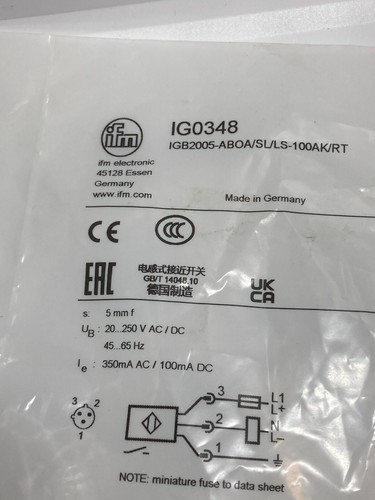 ifm
IG0348
IGB2005-ABOA/SL/LS-100AK/RT
ifm electronic
45128 Essen
Germany
www.ifm.com
Made in Germany
CE
CCC
EAC
电感式接近开关
GB/T 14048.10
德国制造
UK
CA
s: 5 mm f
UB: 20...250 V AC / DC
45...65 Hz
Ie: 350mA AC / 100mA DC
3
L1
L+
3
2
2
N
L–
1
1
NOTE: miniature fuse to data sheet